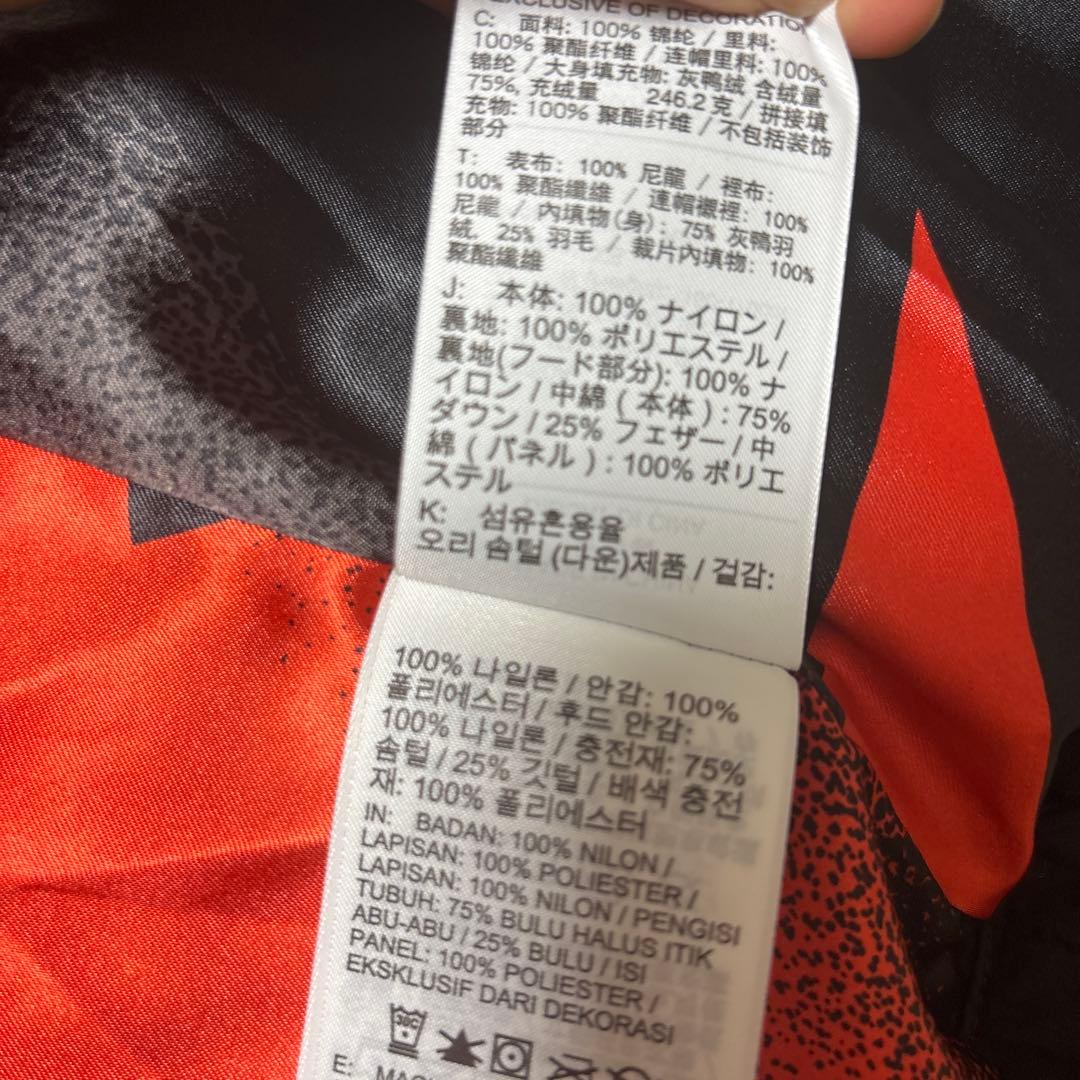 EXCLUSIVE OF DECORATION
C: 面料: 100% 锦纶 / 里料:
100% 聚酯纤维 / 连帽里料: 100%
锦纶 / 大身填充物: 灰鸭绒 含绒量
75%, 充绒量 246.2 克 / 拼接填
充物: 100% 聚酯纤维 / 不包括装饰
部分
T: 表布: 100% 尼龍 / 裡布:
100% 聚酯纖維 / 連帽襯裡: 100%
尼龍 / 內填物(身): 75% 灰鴨羽
絨, 25% 羽毛 / 裁片內填物: 100%
聚酯纖維
J: 本体: 100% ナイロン /
裏地: 100% ポリエステル /
裏地(フード部分): 100% ナ
イロン / 中綿 ( 本体 ) : 75%
ダウン / 25% フェザー / 中
綿 ( パネル ) : 100% ポリエ
ステル
K: 섬유혼용율
오리 솜털 (다운)제품 / 겉감:
100% 나일론 / 안감: 100%
폴리에스터 / 후드 안감:
100% 나일론 / 충전재: 75%
솜털 / 25% 깃털 / 배색 충전
재: 100% 폴리에스터
IN: BADAN: 100% NILON /
LAPISAN: 100% POLIESTER /
LAPISAN: 100% NILON / PENGISI
TUBUH: 75% BULU HALUS ITIK
ABU-ABU / 25% BULU / ISI
PANEL: 100% POLIESTER /
EKSKLUSIF DARI DEKORASI
30C
E: